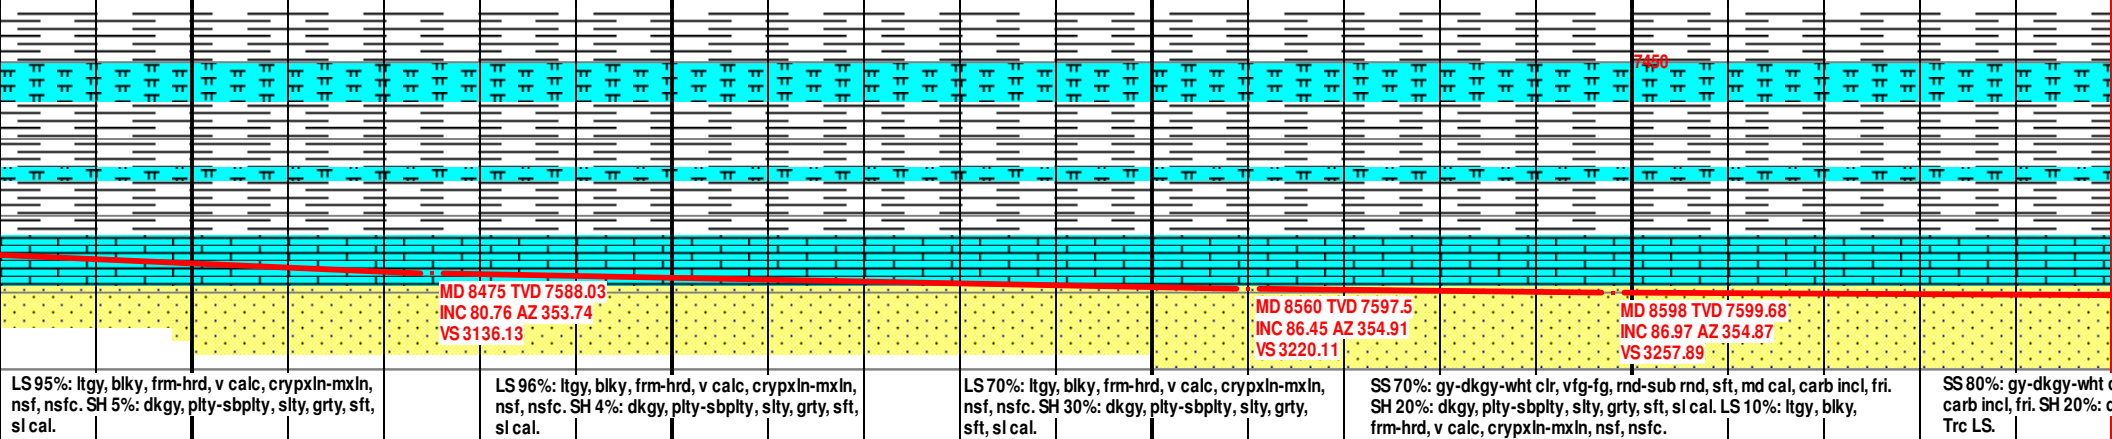 7450
MD 8475 TVD 7588.03
INC 80.76 AZ 353.74
VS 3136.13
MD 8560 TVD 7597.5
INC 86.45 AZ 354.91
VS 3220.11
MD 8598 TVD 7599.68
INC 86.97 AZ 354.87
VS 3257.89
LS 95%: ltgy, blky, frm-hrd, v calc, crypxln-mxln,
nsf, nsfc. SH 5%: dkgy, plty-sbplty, slty, grty, sft,
sl cal.
LS 96%: ltgy, blky, frm-hrd, v calc, crypxln-mxln,
nsf, nsfc. SH 4%: dkgy, plty-sbplty, slty, grty, sft,
sl cal.
LS 70%: ltgy, blky, frm-hrd, v calc, crypxln-mxln,
nsf, nsfc. SH 30%: dkgy, plty-sbplty, slty, grty,
sft, sl cal.
SS 70%: gy-dkgy-wht clr, vfg-fg, rnd-sub rnd, sft, md cal, carb incl, fri.
SH 20%: dkgy, plty-sbplty, slty, grty, sft, sl cal. LS 10%: ltgy, blky,
frm-hrd, v calc, crypxln-mxln, nsf, nsfc.
SS 80%: gy-dkgy-wht
carb incl, fri. SH 20%:
Trc LS.